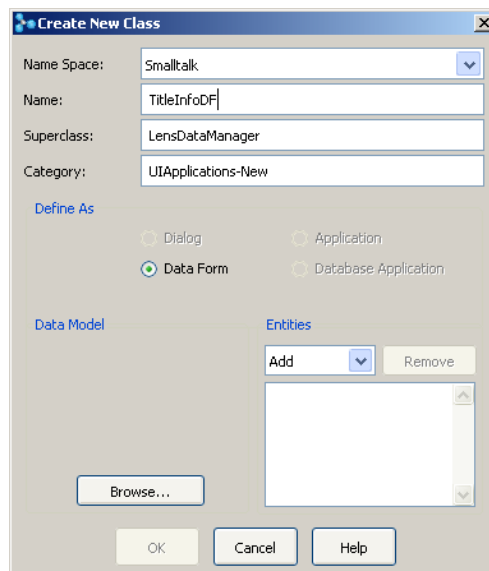 Create New Class
Name Space: Smalltalk
Name: TitleInfoDF
Superclass: LensDataManager
Category: UIApplications-New
Define As
Dialog Application
Data Form Database Application
Data Model Entities
Add Remove
Browse...
OK Cancel Help